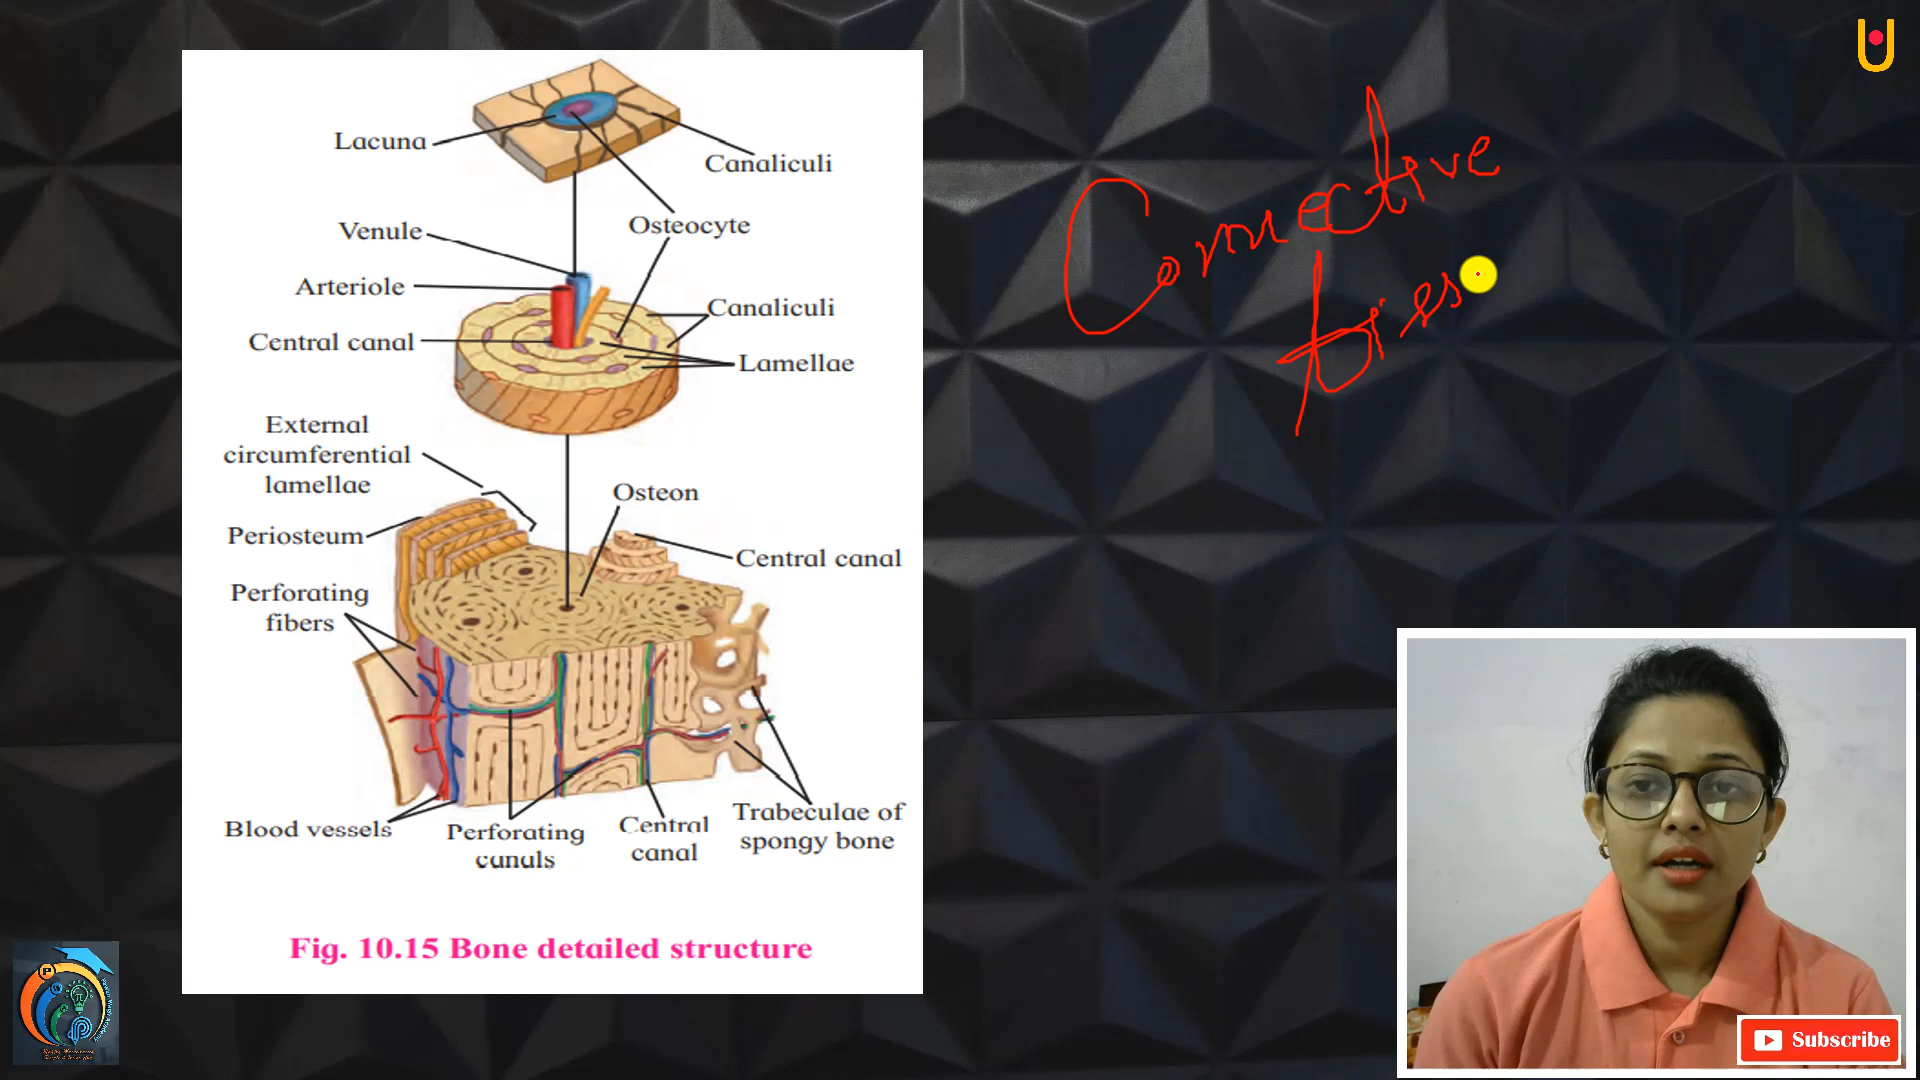 Lacuna
Canaliculi
Venule
Osteocyte
Arteriole
Canaliculi
Central canal
Lamellae
External
circumferential
lamellae
Osteon
Periosteum
Central canal
Perforating
fibers
Blood vessels
Perforating
canals
Central
canal
Trabeculae of
spongy bone
Fig. 10.15 Bone detailed structure
Connective
tiss
Subscribe